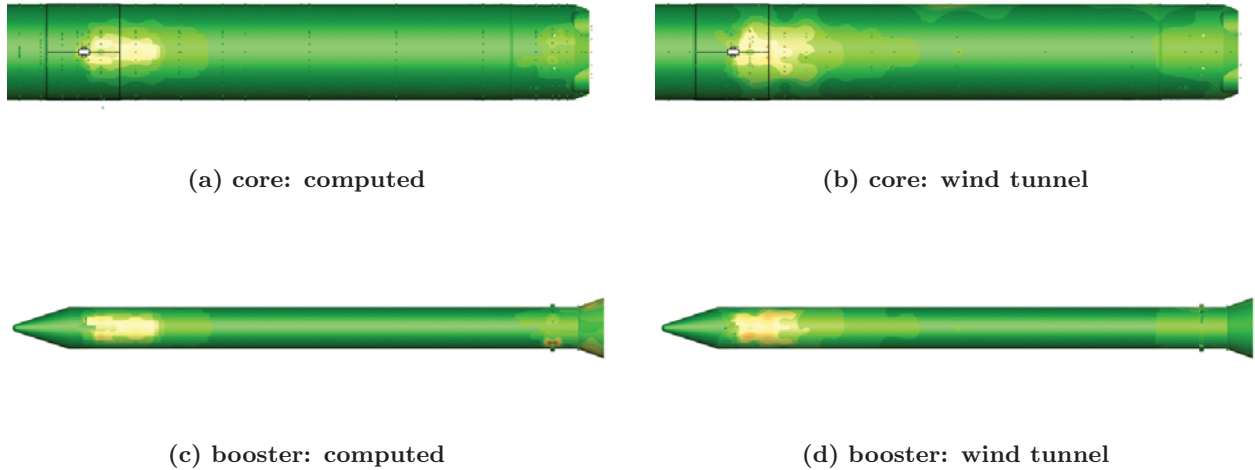 (a) core: computed
(b) core: wind tunnel
(c) booster: computed
(d) booster: wind tunnel